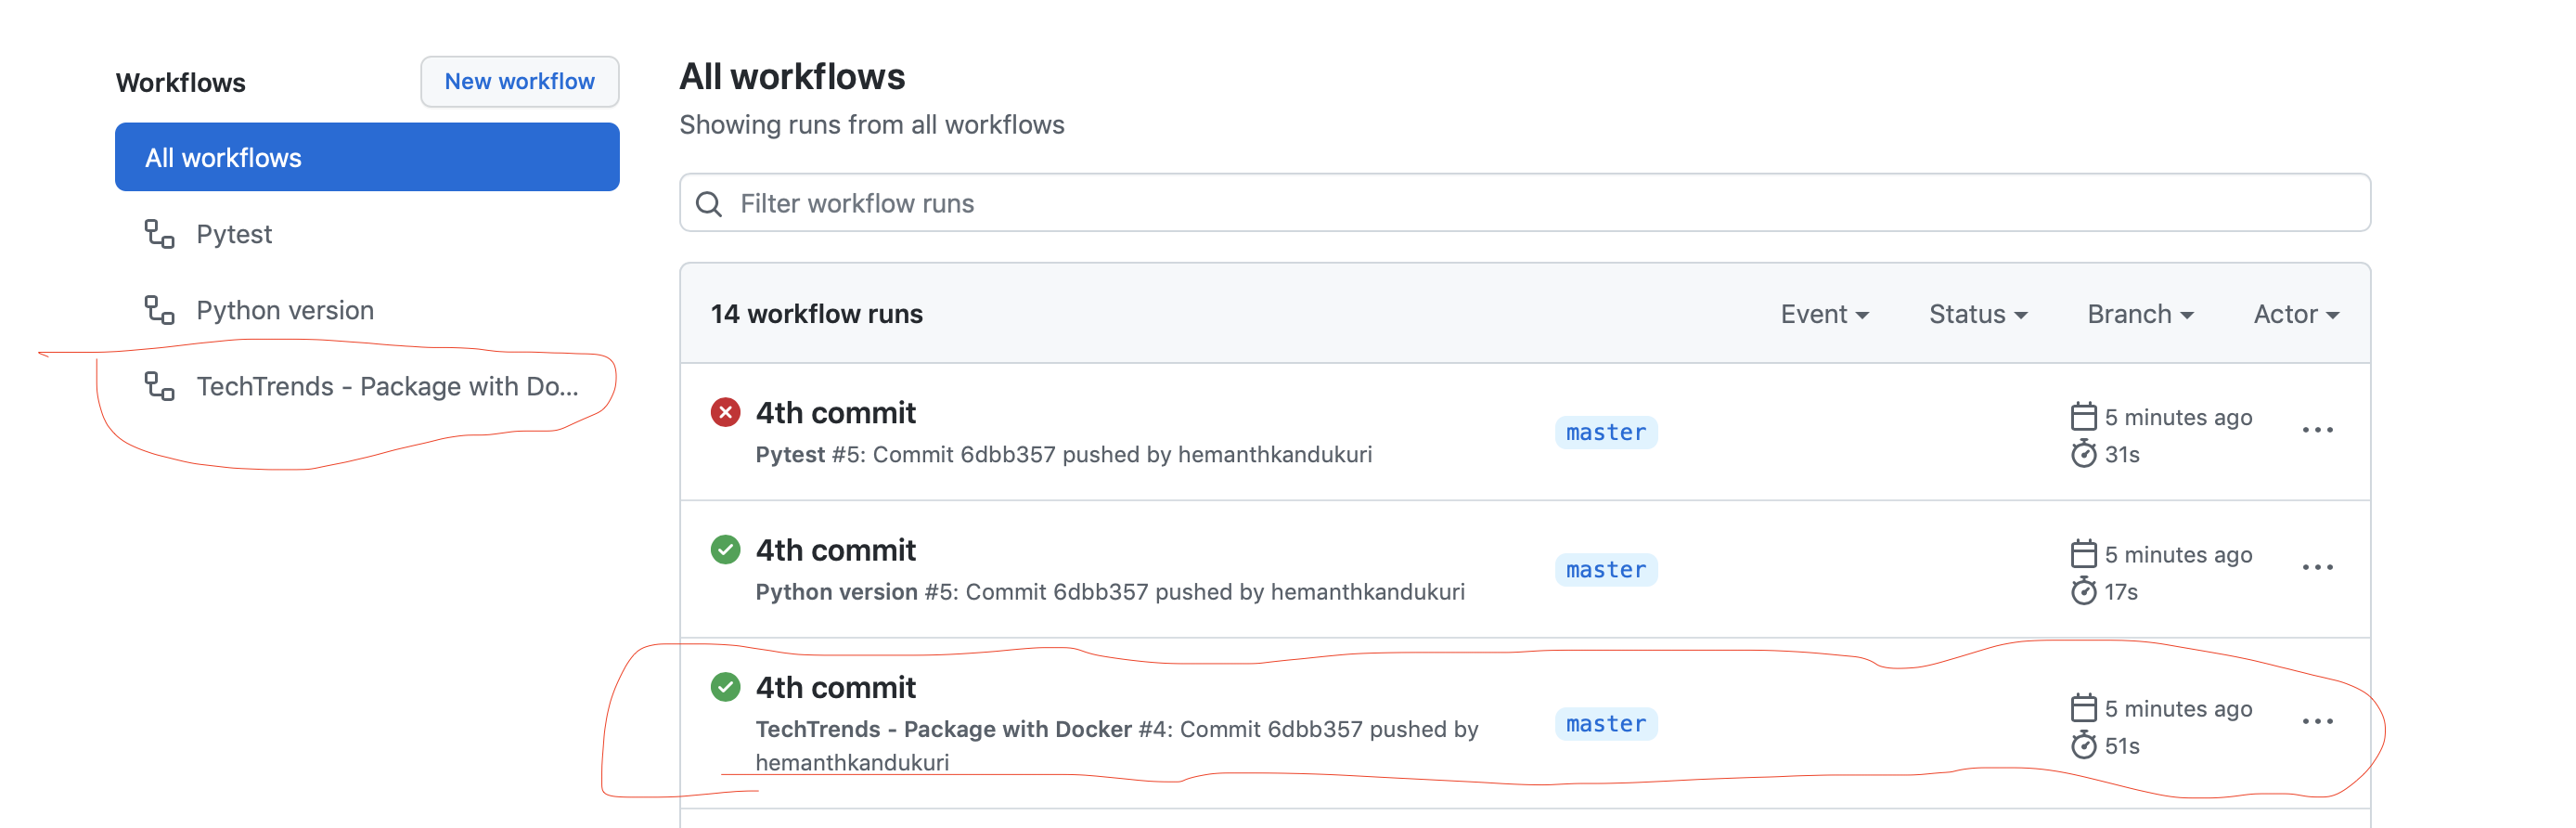 Workflows
New workflow
All workflows
Pytest
Python version
TechTrends - Package with Do...
All workflows
Showing runs from all workflows
Filter workflow runs
14 workflow runs
Event
Status
Branch
Actor
4th commit
Pytest #5: Commit 6dbb357 pushed by hemanthkandukuri
master
5 minutes ago
31s
4th commit
Python version #5: Commit 6dbb357 pushed by hemanthkandukuri
master
5 minutes ago
17s
4th commit
TechTrends - Package with Docker #4: Commit 6dbb357 pushed by
hemanthkandukuri
master
5 minutes ago
51s